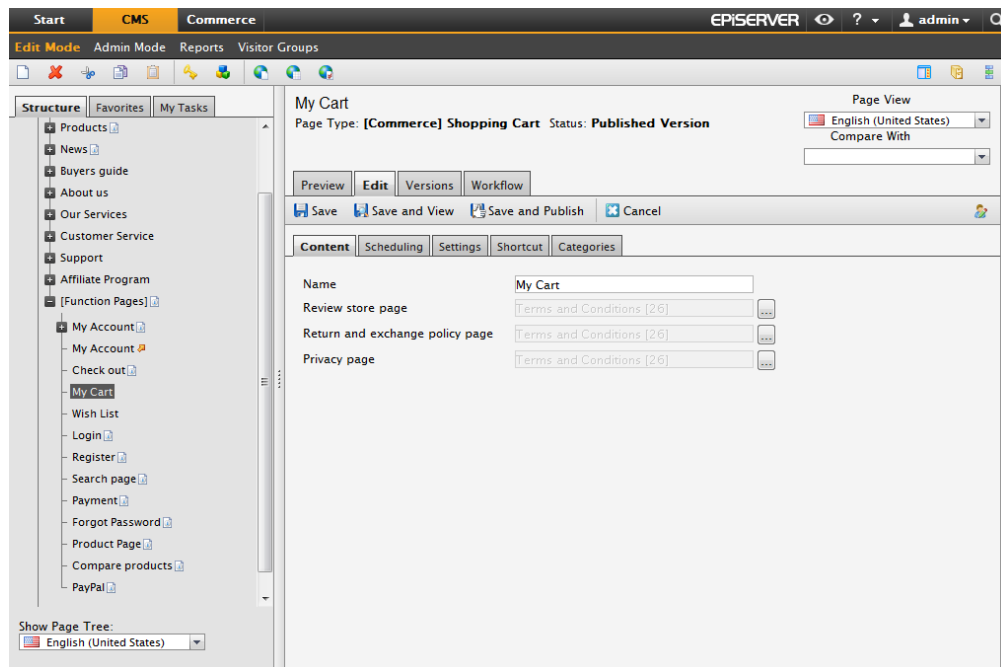 Start CMS Commerce EPiSERVER ? admin
Edit Mode Admin Mode Reports Visitor Groups
Structure Favorites My Tasks
Products
News
Buyers guide
About us
Our Services
Customer Service
Support
Affiliate Program
[Function Pages]
My Account
My Account
Check out
My Cart
Wish List
Login
Register
Search page
Payment
Forgot Password
Product Page
Compare products
PayPal
Show Page Tree:
English (United States)
My Cart
Page Type: [Commerce] Shopping Cart Status: Published Version
Page View
English (United States)
Compare With
Preview Edit Versions Workflow
Save Save and View Save and Publish Cancel
Content Scheduling Settings Shortcut Categories
Name My Cart
Review store page Terms and Conditions [26] ...
Return and exchange policy page Terms and Conditions [26] ...
Privacy page Terms and Conditions [26] ...